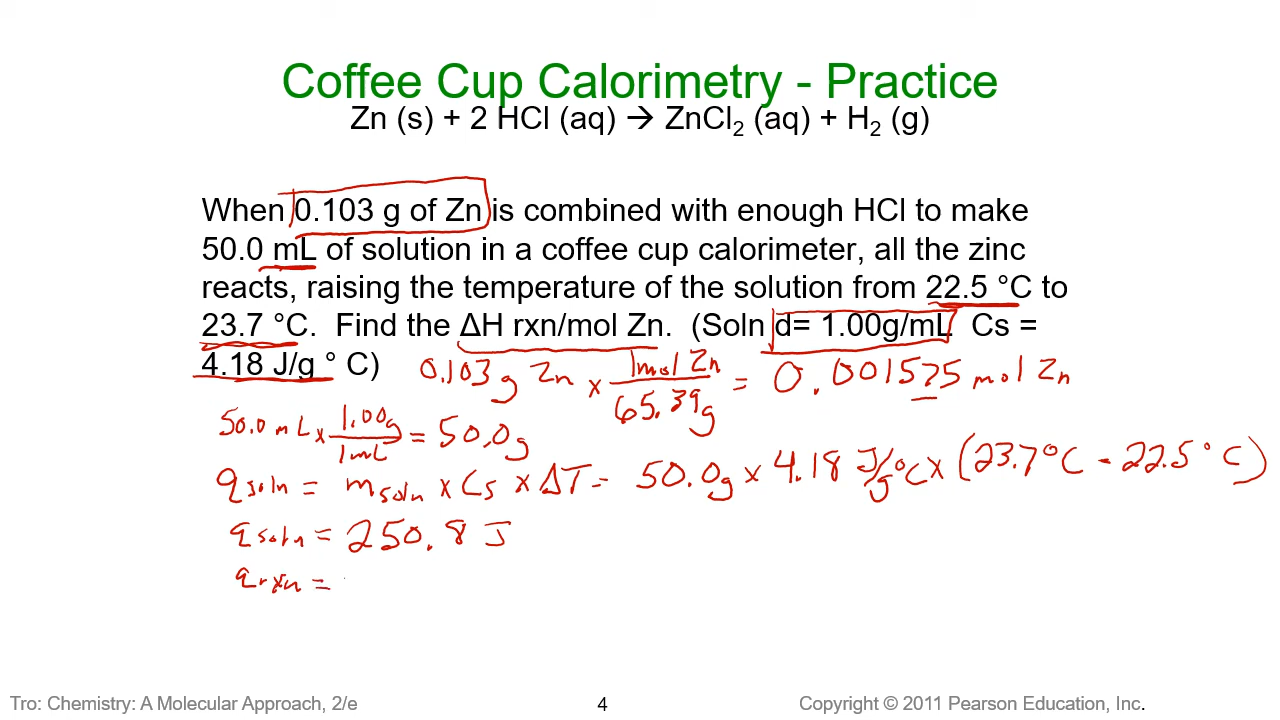 Coffee Cup Calorimetry - Practice
Zn (s) + 2 HCl (aq) → ZnCl₂ (aq) + H₂ (g)
When 0.103 g of Zn is combined with enough HCl to make
50.0 mL of solution in a coffee cup calorimeter, all the zinc
reacts, raising the temperature of the solution from 22.5 °C to
23.7 °C. Find the ΔH rxn/mol Zn. (Soln d= 1.00g/mL Cs =
4.18 J/g ° C)
0.103 g Zn x 1mol Zn / 65.39g = 0.001575 mol Zn
50.0 mL x 1.00g / 1mL = 50.0g
q soln = m soln x Cs x ΔT = 50.0g x 4.18 J/g°C x (23.7°C - 22.5°C)
q soln = 250.8 J
q rxn =
Tro: Chemistry: A Molecular Approach, 2/e
4
Copyright © 2011 Pearson Education, Inc.